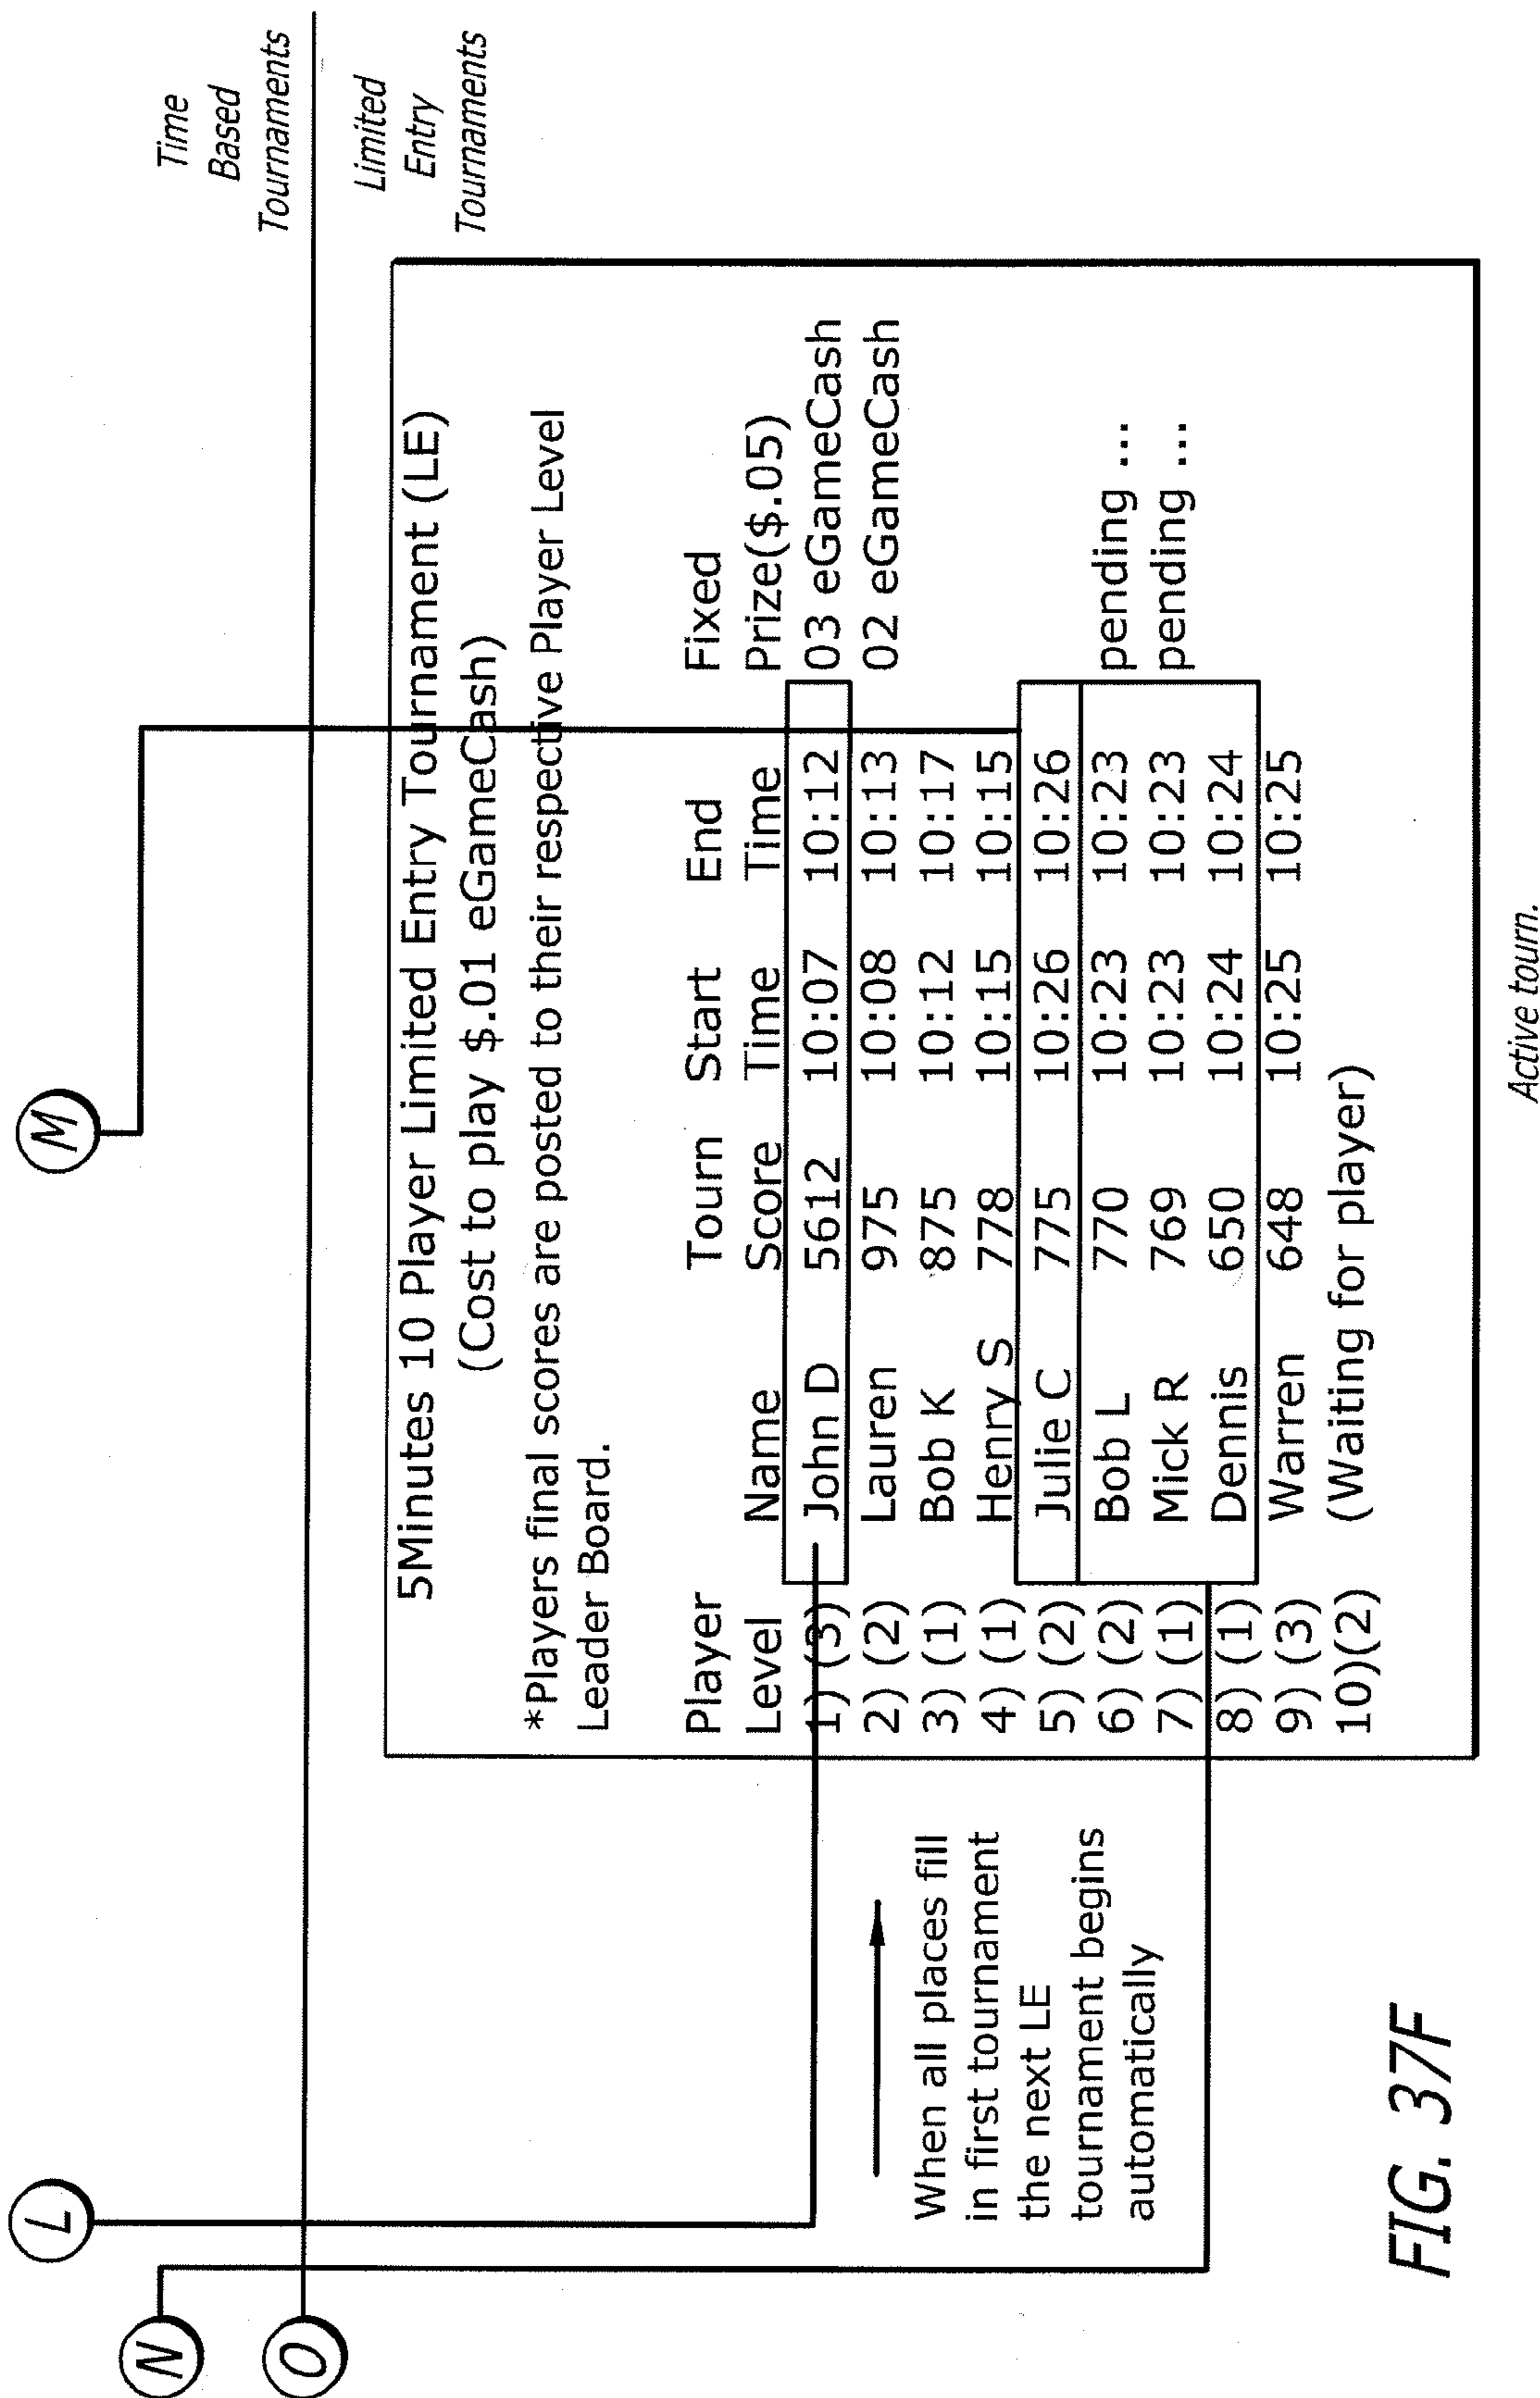 M
L
N
O
Time
Based
Tournaments
Limited
Entry
Tournaments
5Minutes 10 Player Limited Entry Tournament (LE)
(Cost to play $.01 eGameCash)
*Players final scores are posted to their respective Player Level
Leader Board.
Player Tourn Start End Fixed
Level Name Score Time Time Prize($.05)
1) (3) John D 5612 10:07 10:12 03 eGameCash
2) (2) Lauren 975 10:08 10:13 02 eGameCash
3) (1) Bob K 875 10:12 10:17
4) (1) Henry S 778 10:15 10:15
5) (2) Julie C 775 10:26 10:26
6) (2) Bob L 770 10:23 10:23 pending ...
7) (1) Mick R 769 10:23 10:23 pending ...
8) (1) Dennis 650 10:24 10:24
9) (3) Warren 648 10:25 10:25
10)(2) (Waiting for player)
When all places fill
in first tournament
the next LE
tournament begins
automatically
FIG. 37F
Active tourn.